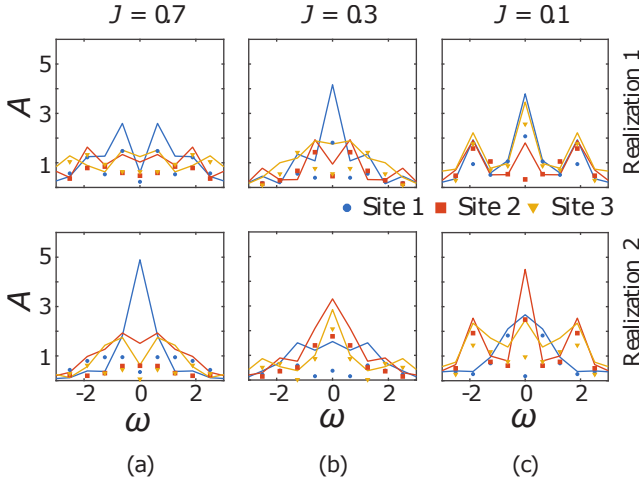 J = 0.7 J = 0.3 J = 0.1
5
3
1
A
Realization 1
Site 1 Site 2 Site 3
5
3
1
A
Realization 2
-2 0 2 -2 0 2 -2 0 2
ω ω ω
(a) (b) (c)